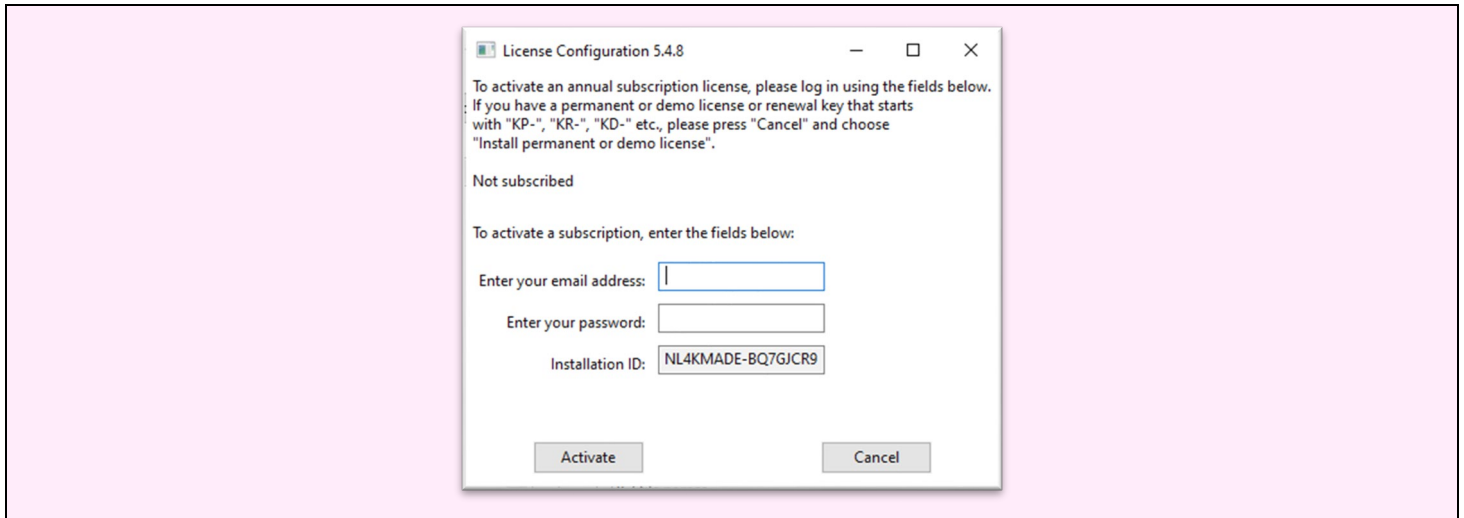 License Configuration 5.4.8
To activate an annual subscription license, please log in using the fields below.
If you have a permanent or demo license or renewal key that starts
with "KP-", "KR-", "KD-" etc., please press "Cancel" and choose
"Install permanent or demo license".
Not subscribed
To activate a subscription, enter the fields below:
Enter your email address:
Enter your password:
Installation ID: NL4KMADE-BQ7GJCR9
Activate Cancel